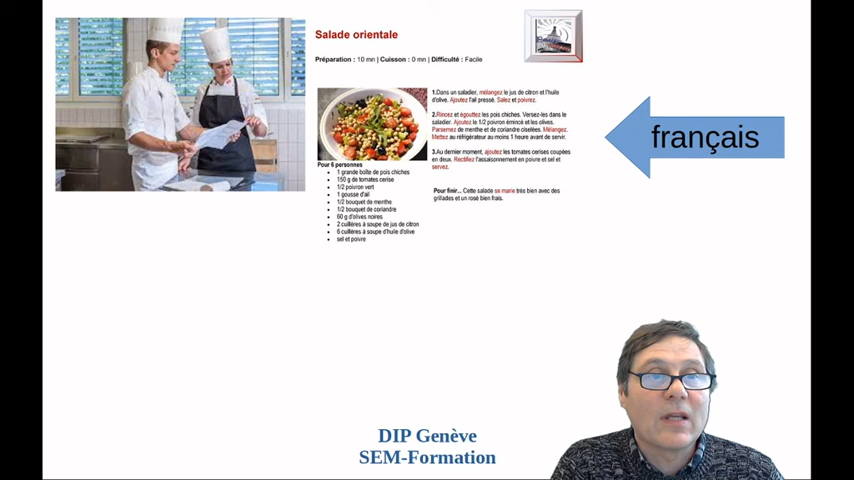 Salade orientale
Préparation : 10 mn | Cuisson : 0 mn | Difficulté : Facile
1.Dans un saladier, mélangez le jus de citron et l'huile
d'olive. Ajoutez l'ail pressé. Salez et poivrez.
2.Rincez et égouttez les pois chiches. Versez-les dans le
saladier. Ajoutez le 1/2 poivron émincé et les olives.
Parsemez de menthe et de coriandre ciselées. Mélangez.
Mettez au réfrigérateur au moins 1 heure avant de servir.
3.Au dernier moment, ajoutez les tomates cerises coupées
en deux. Rectifiez l'assaisonnement en poivre et sel et
servez.
Pour finir... Cette salade se marie très bien avec des
grillades et un rosé bien frais.
Pour 6 personnes
1 grande boîte de pois chiches
150 g de tomates cerise
1/2 poivron vert
1 gousse d'ail
1/2 bouquet de menthe
1/2 bouquet de coriandre
60 g d'olives noires
2 cuillères à soupe de jus de citron
6 cuillères à soupe d'huile d'olive
sel et poivre
français
DIP Genève
SEM-Formation